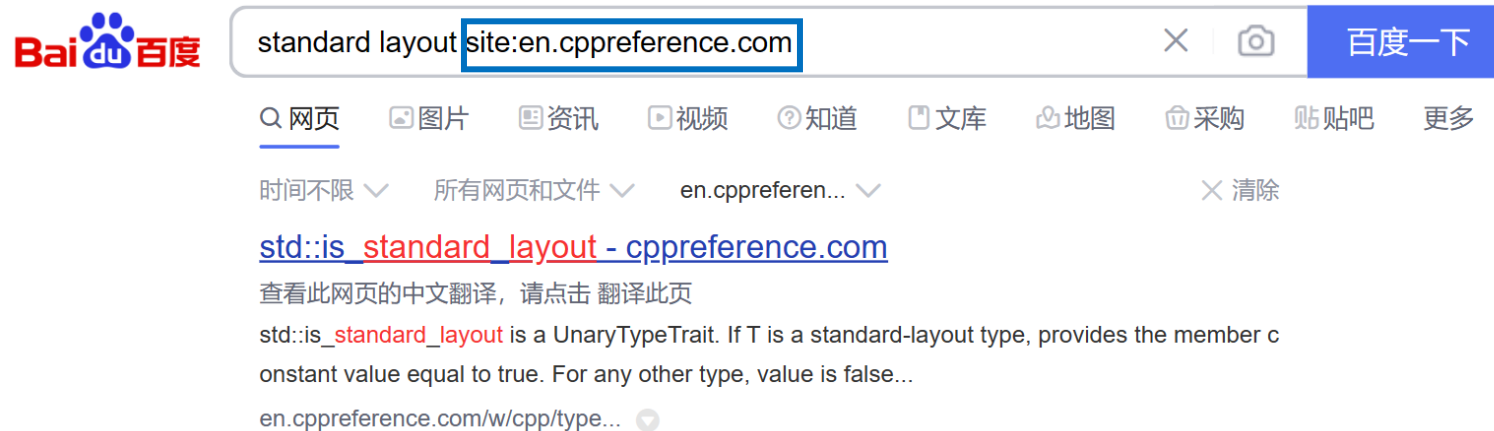 Bai du 百度 standard layout site:en.cppreference.com 百度一下
网页 图片 资讯 视频 知道 文库 地图 采购 贴 贴吧 更多
时间不限 所有网页和文件 en.cppreferen... 清除
std::is_standard_layout - cppreference.com
查看此网页的中文翻译，请点击 翻译此页
std::is_standard_layout is a UnaryTypeTrait. If T is a standard-layout type, provides the member c
onstant value equal to true. For any other type, value is false...
en.cppreference.com/w/cpp/type...